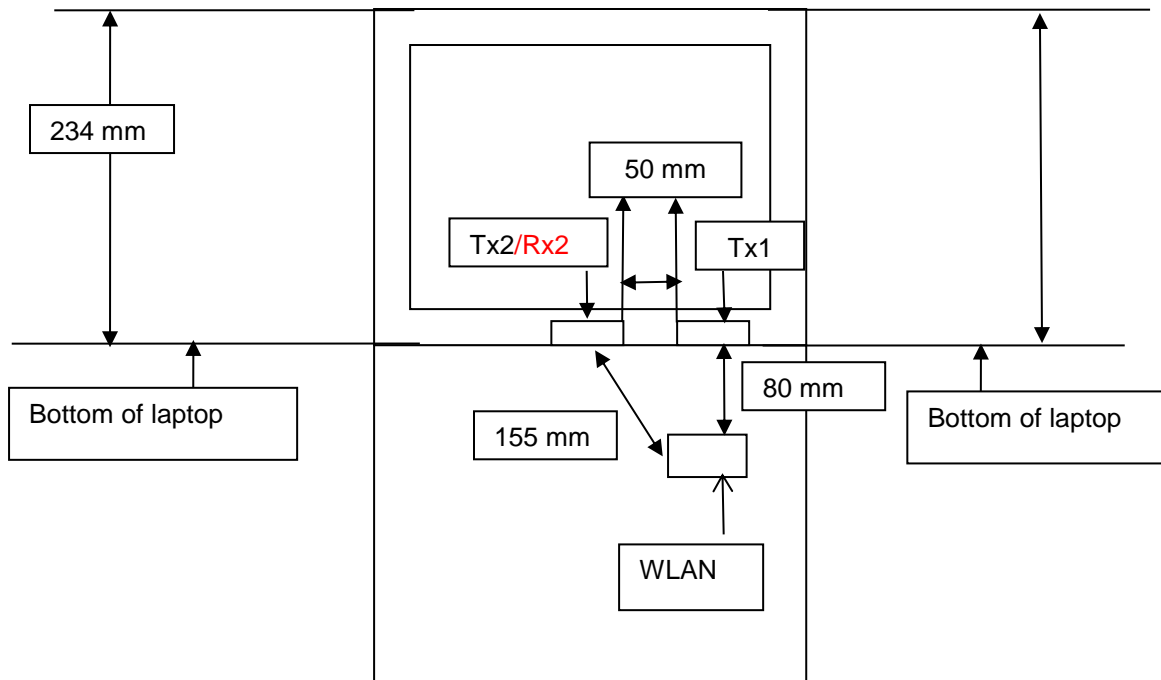 234 mm
50 mm
Tx2/Rx2
Tx1
80 mm
Bottom of laptop
Bottom of laptop
155 mm
WLAN